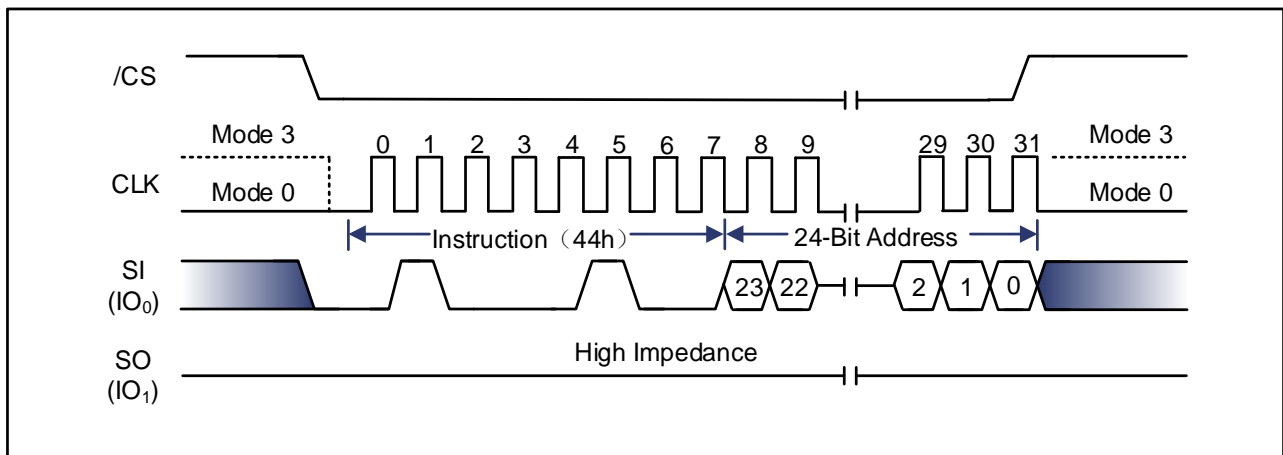 /CS
Mode 3
0 1 2 3 4 5 6 7 8 9 29 30 31
Mode 3
CLK
Mode 0
Mode 0
Instruction（44h）
24-Bit Address
SI
(IO₀)
23 22 2 1 0
High Impedance
SO
(IO₁)